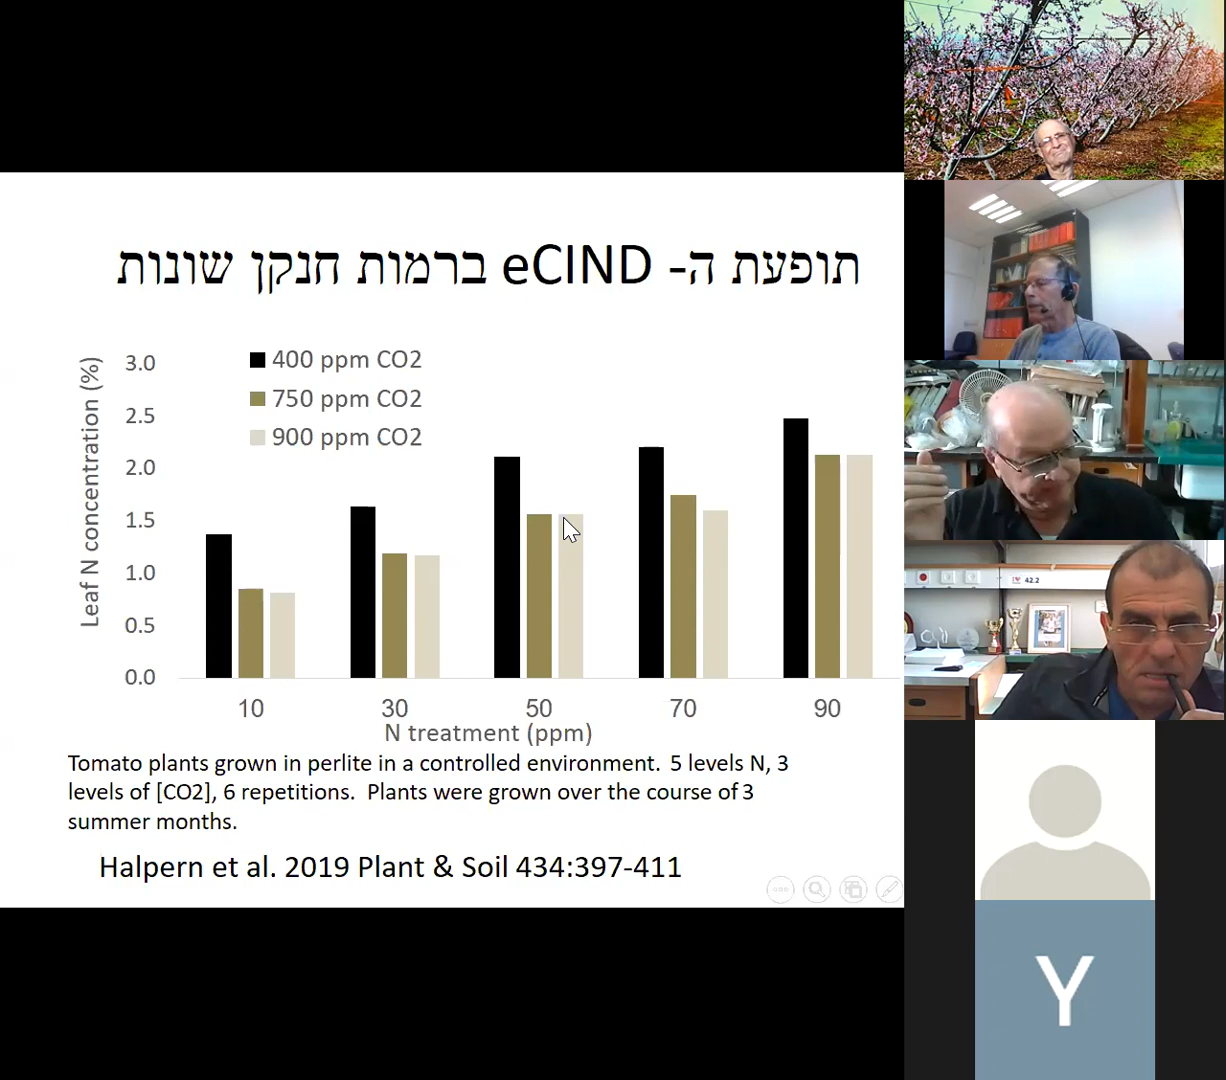 תופעת ה- eCIND ברמות חנקן שונות
400 ppm CO2
750 ppm CO2
900 ppm CO2
Leaf N concentration (%)
3.0
2.5
2.0
1.5
1.0
0.5
0.0
10 30 50 70 90
N treatment (ppm)
Tomato plants grown in perlite in a controlled environment. 5 levels N, 3
levels of [CO2], 6 repetitions. Plants were grown over the course of 3
summer months.
Halpern et al. 2019 Plant & Soil 434:397-411
42.2
Y